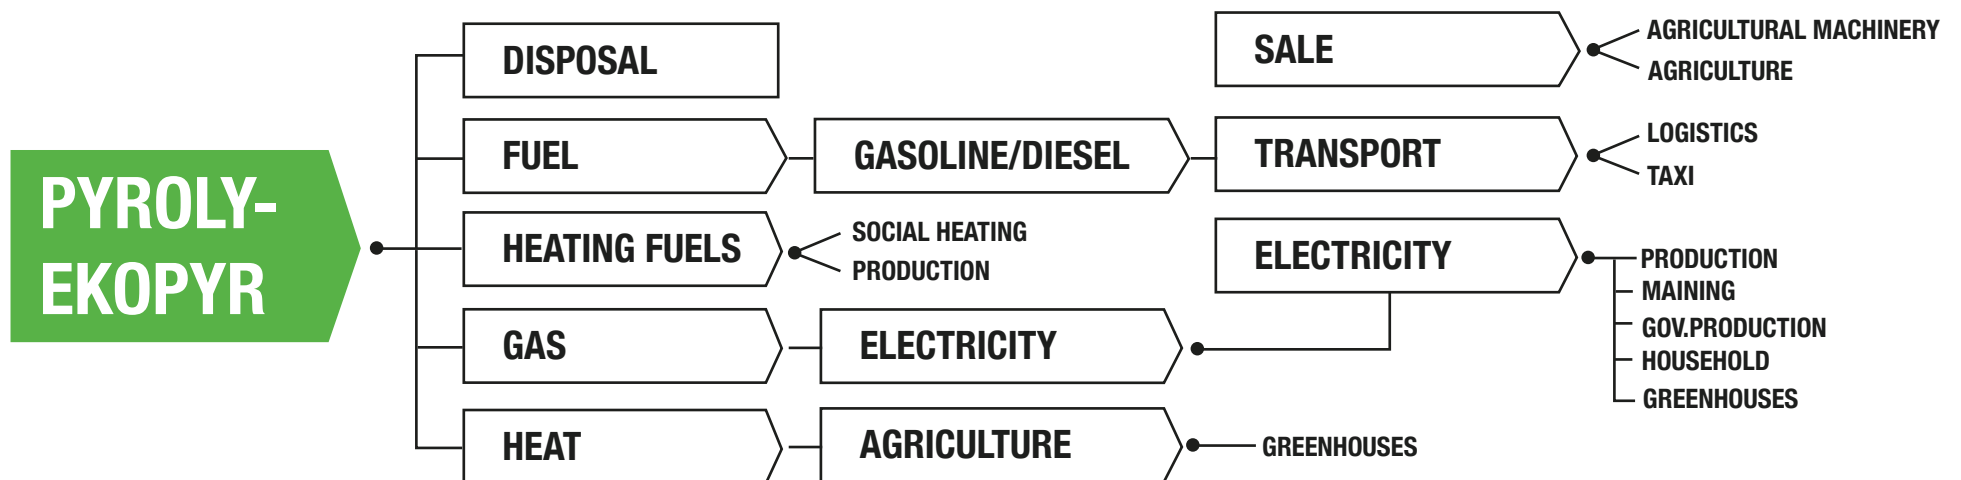 PYROLY-
EKOPYR
DISPOSAL
FUEL
HEATING FUELS
GAS
HEAT
GASOLINE/DIESEL
SOCIAL HEATING
PRODUCTION
ELECTRICITY
AGRICULTURE
SALE
TRANSPORT
ELECTRICITY
GREENHOUSES
AGRICULTURAL MACHINERY
AGRICULTURE
LOGISTICS
TAXI
PRODUCTION
MAINING
GOV.PRODUCTION
HOUSEHOLD
GREENHOUSES